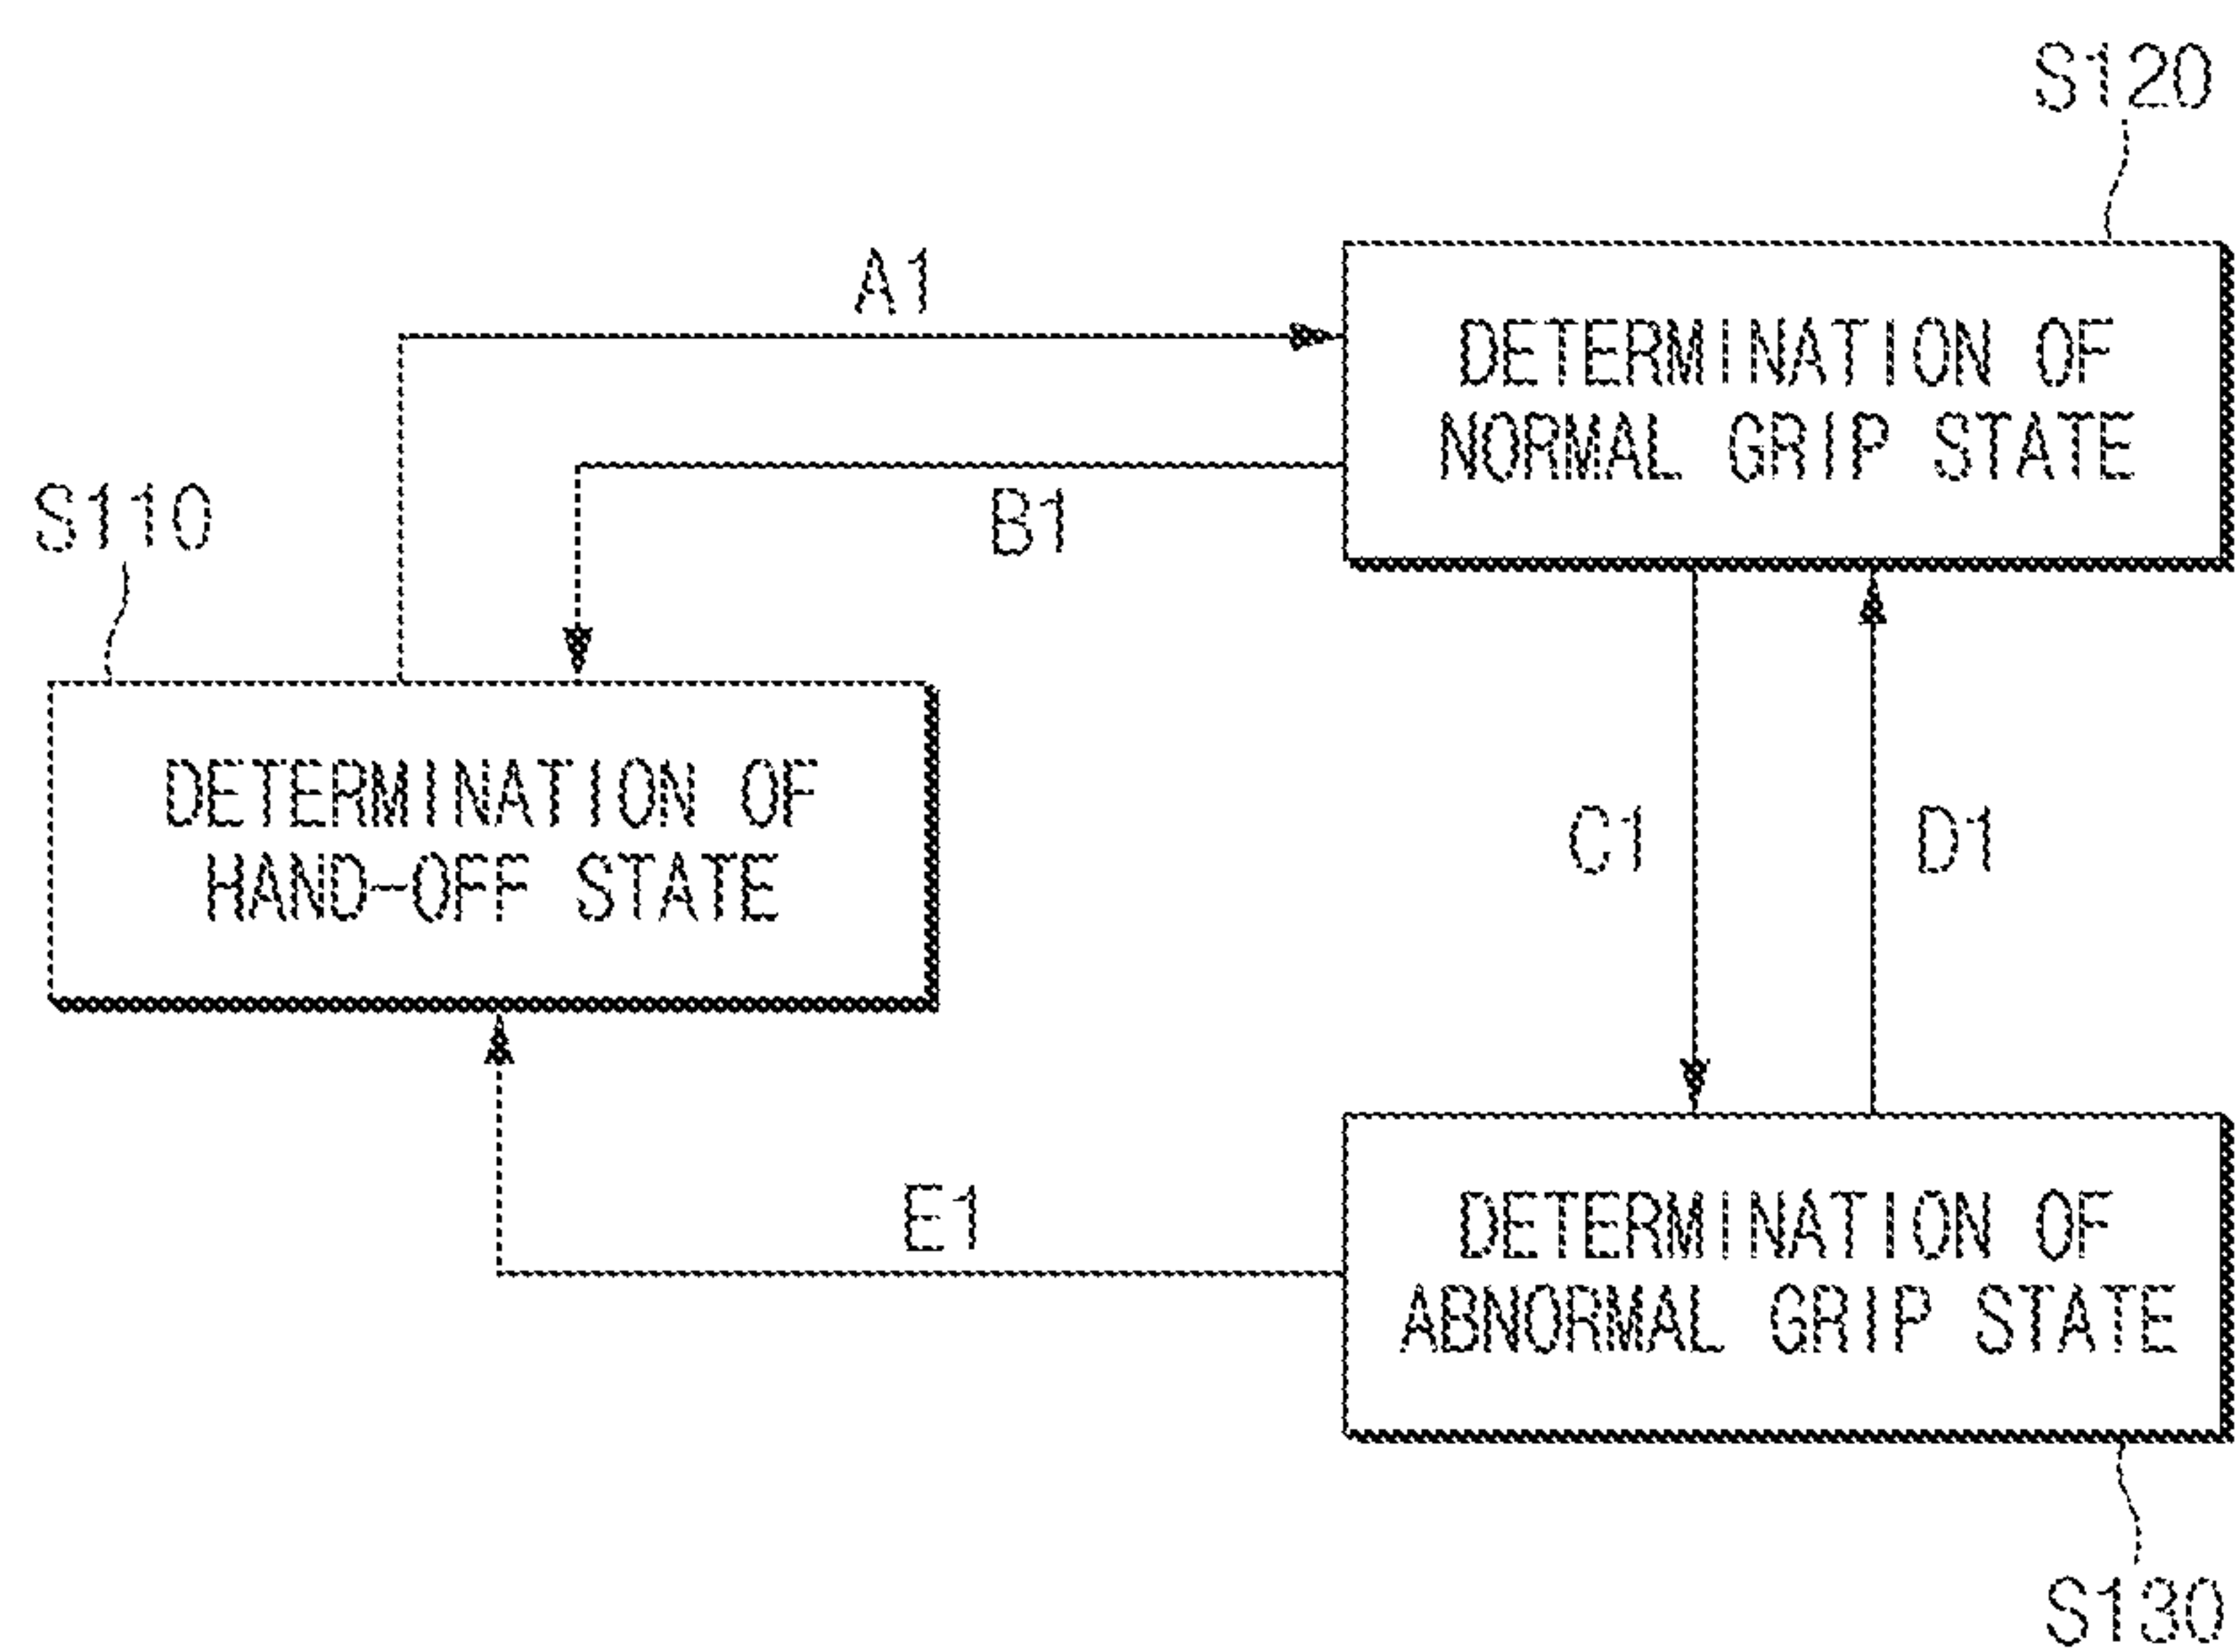 S120
A1
DETERMINATION OF
NORMAL GRIP STATE
B1
S110
DETERMINATION OF
HAND-OFF STATE
C1
D1
E1
DETERMINATION OF
ABNORMAL GRIP STATE
S130